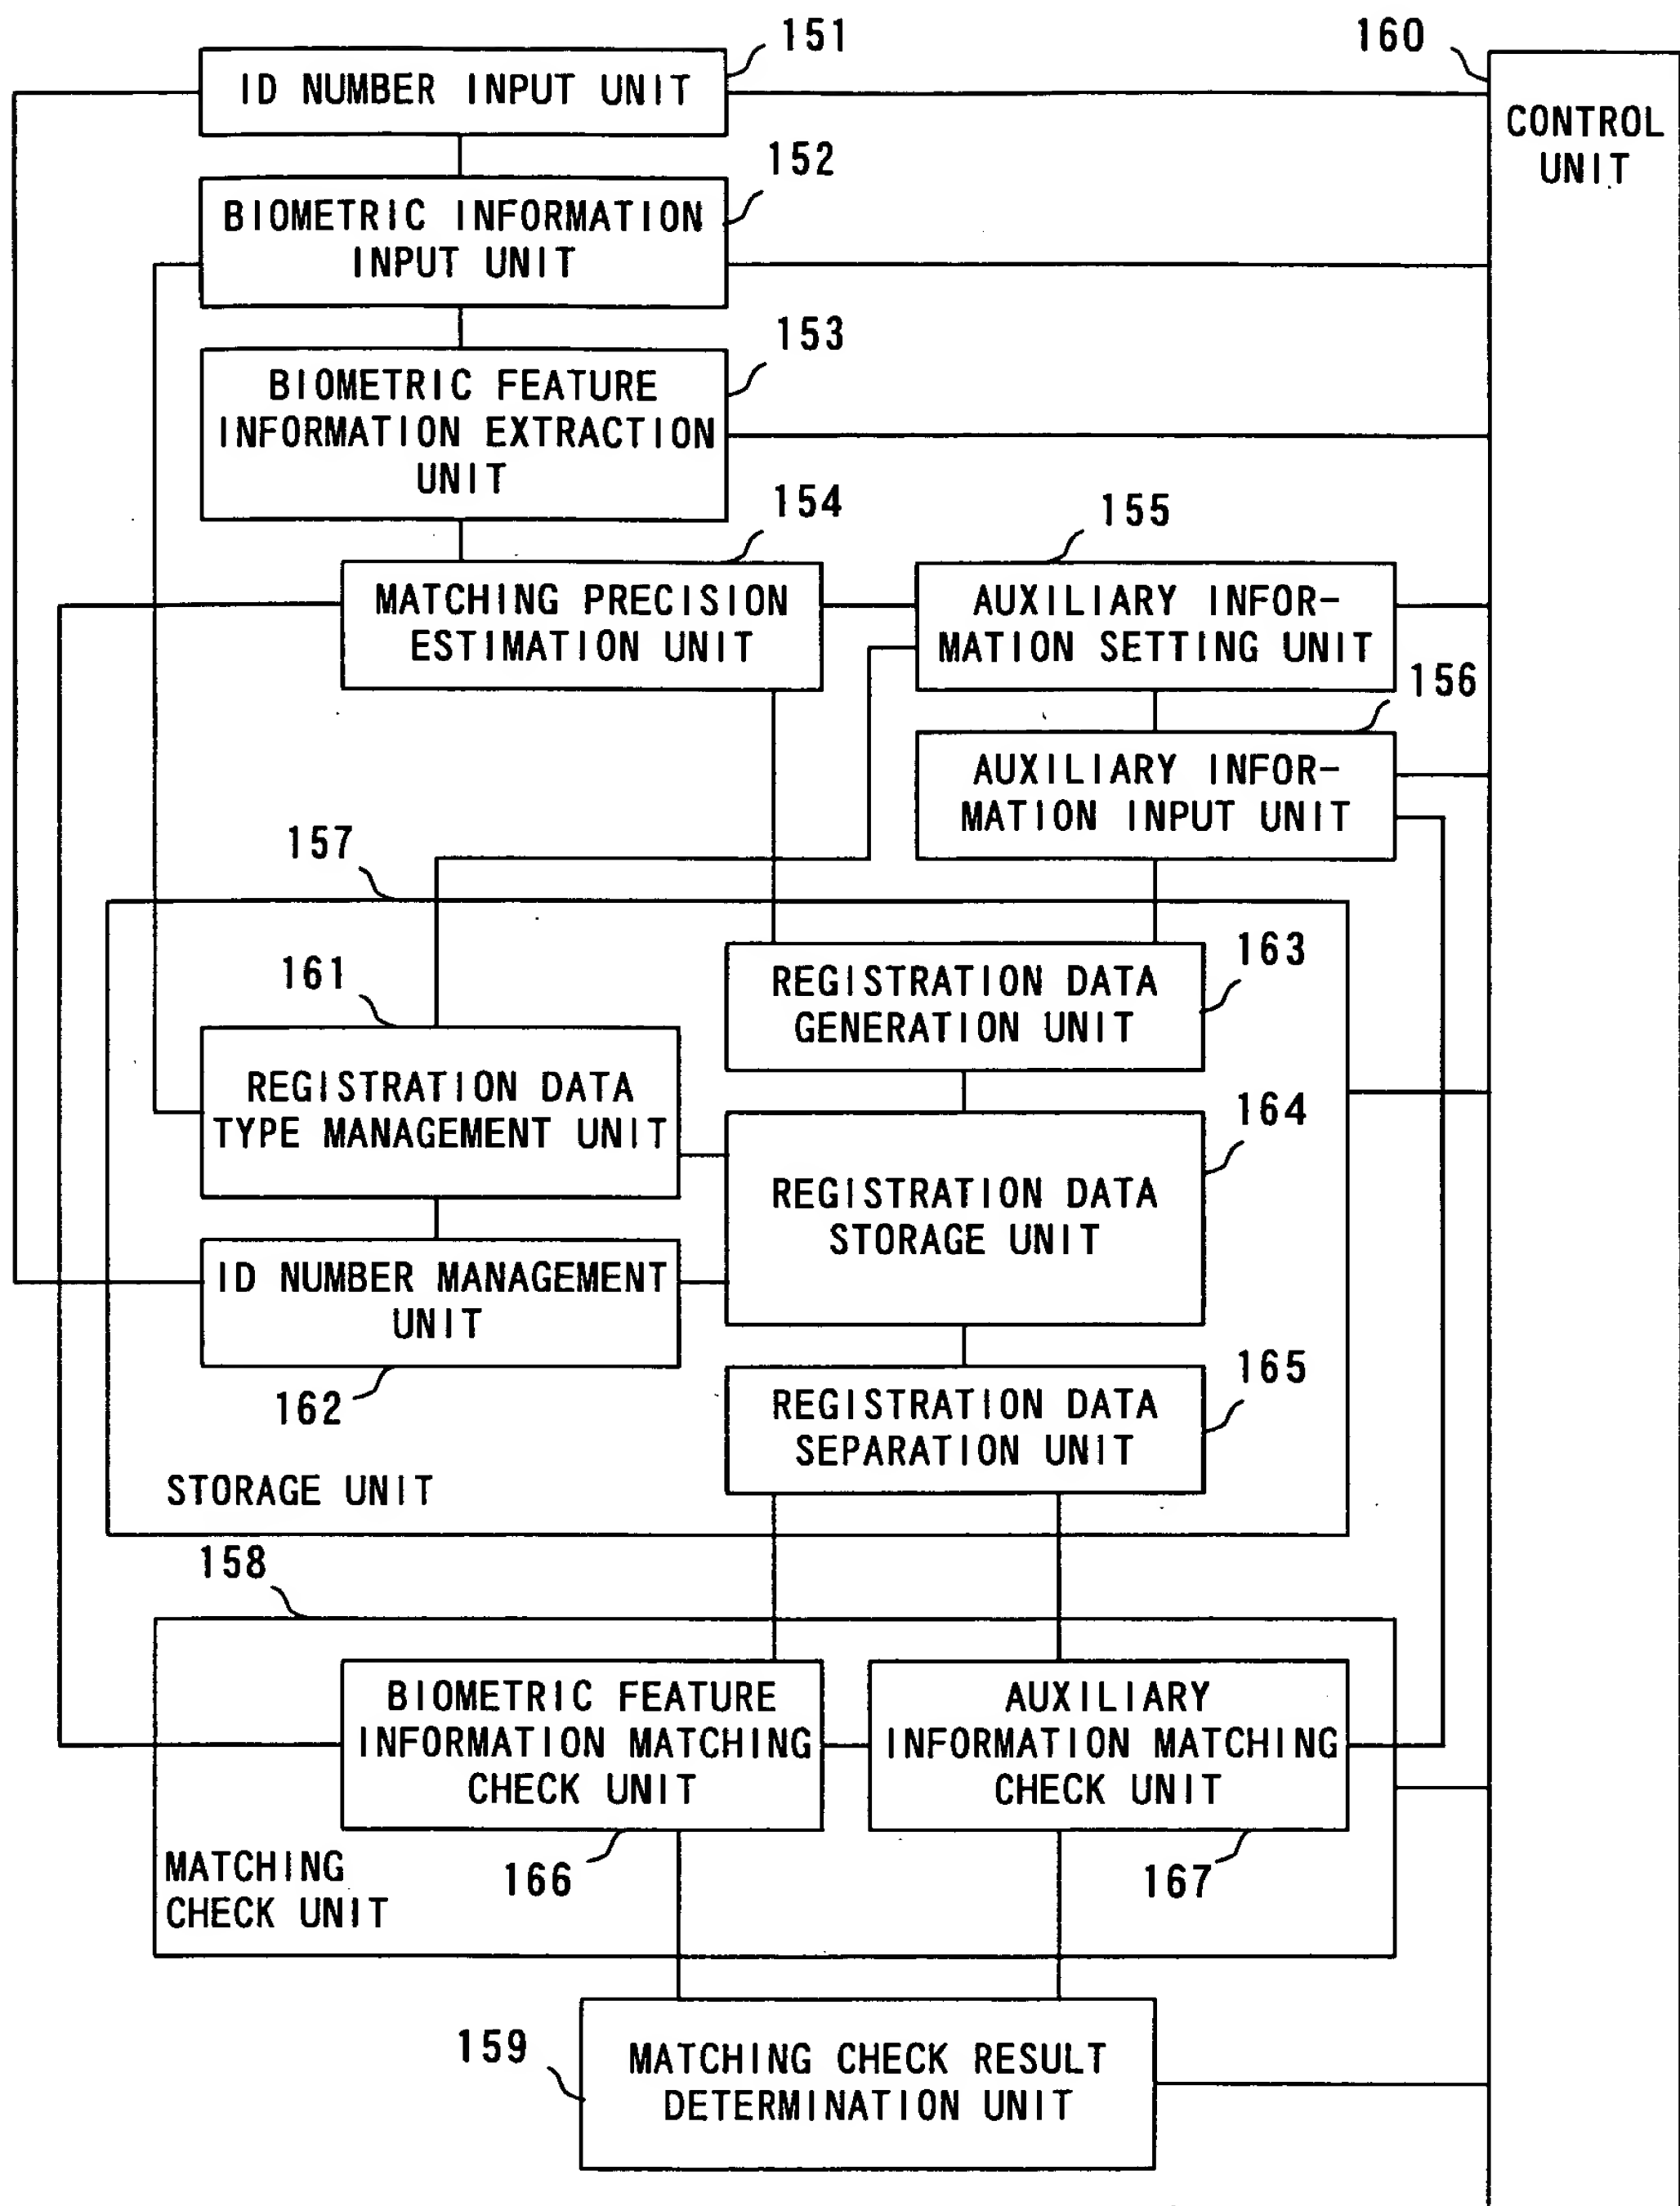 151
160
ID NUMBER INPUT UNIT
CONTROL
UNIT
152
BIOMETRIC INFORMATION
INPUT UNIT
153
BIOMETRIC FEATURE
INFORMATION EXTRACTION
UNIT
154
155
MATCHING PRECISION
ESTIMATION UNIT
AUXILIARY INFOR-
MATION SETTING UNIT
156
AUXILIARY INFOR-
MATION INPUT UNIT
157
161
163
REGISTRATION DATA
GENERATION UNIT
REGISTRATION DATA
TYPE MANAGEMENT UNIT
164
REGISTRATION DATA
STORAGE UNIT
ID NUMBER MANAGEMENT
UNIT
162
165
REGISTRATION DATA
SEPARATION UNIT
STORAGE UNIT
158
BIOMETRIC FEATURE
INFORMATION MATCHING
CHECK UNIT
AUXILIARY
INFORMATION MATCHING
CHECK UNIT
166
167
MATCHING
CHECK UNIT
159
MATCHING CHECK RESULT
DETERMINATION UNIT